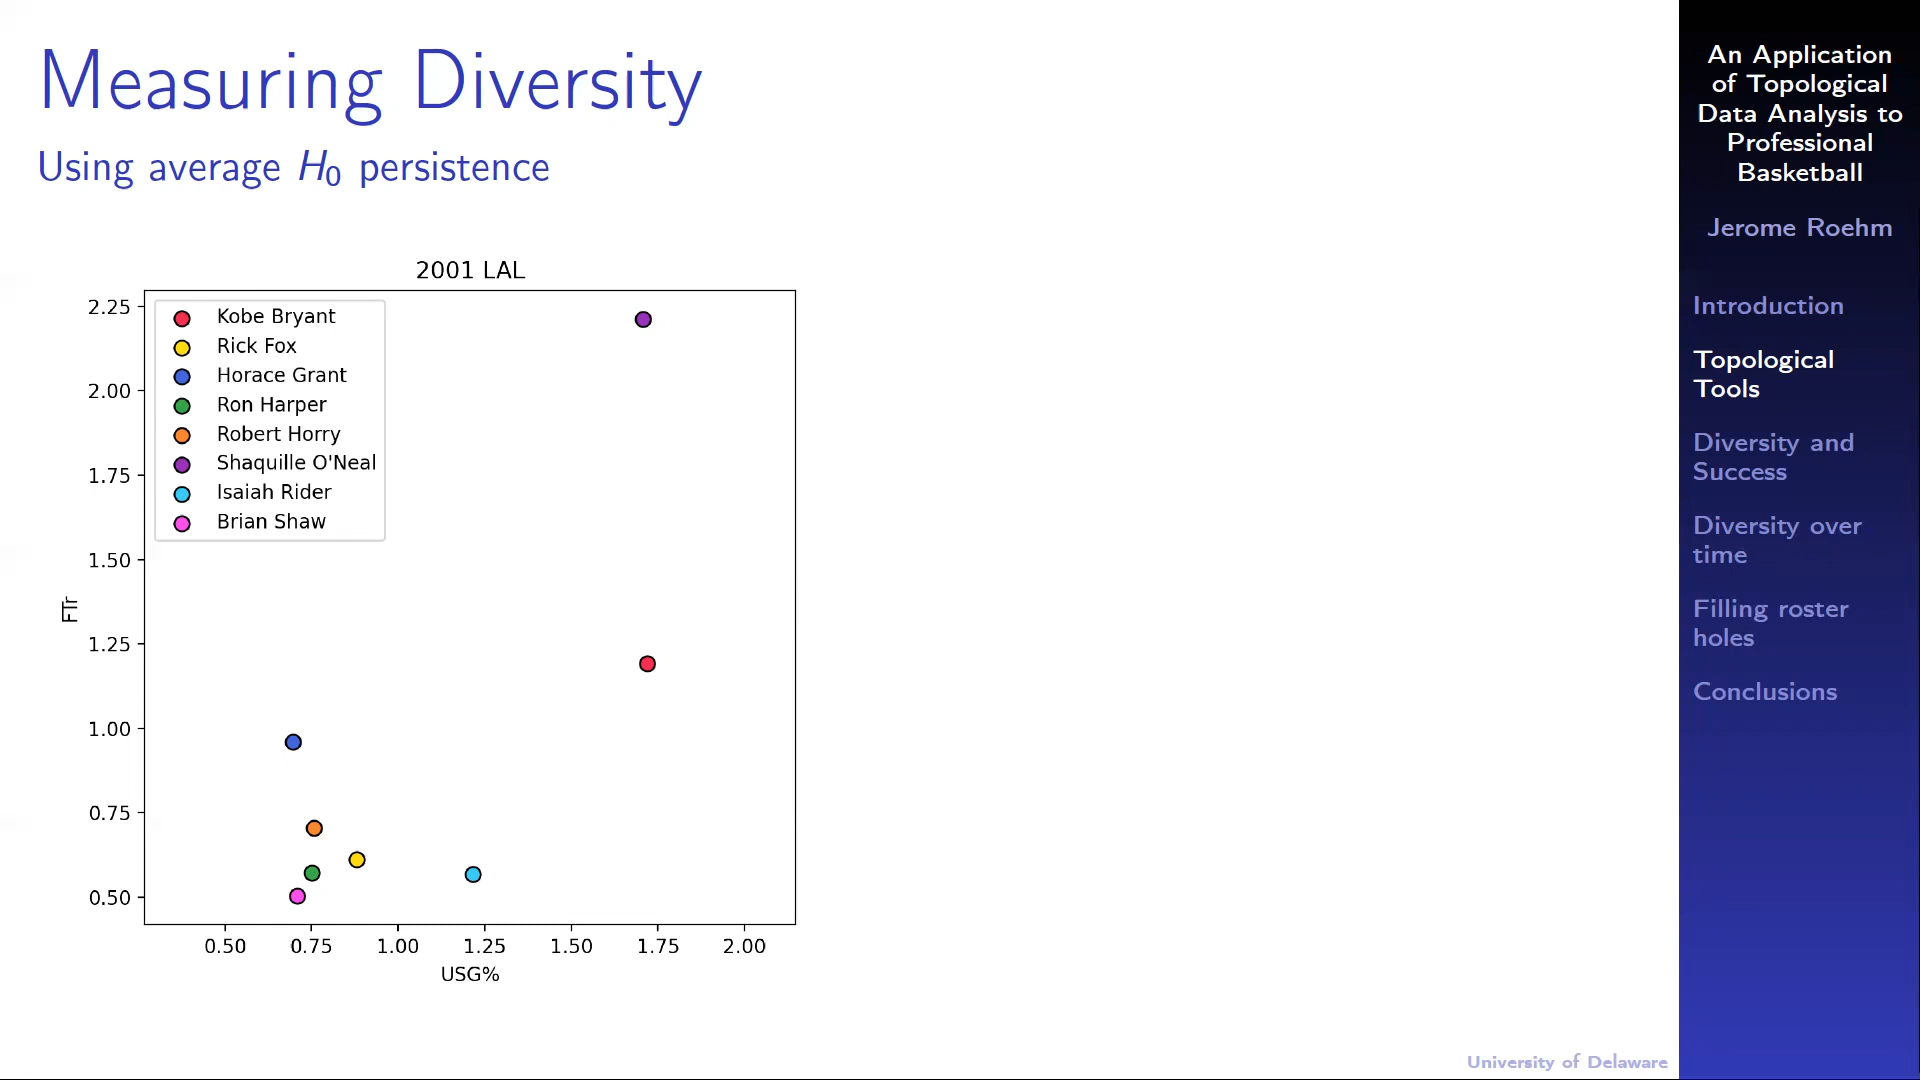 Measuring Diversity
Using average H0 persistence
2001 LAL
2.25
2.00
1.75
1.50
1.25
1.00
0.75
0.50
FTr
Kobe Bryant
Rick Fox
Horace Grant
Ron Harper
Robert Horry
Shaquille O'Neal
Isaiah Rider
Brian Shaw
0.50 0.75 1.00 1.25 1.50 1.75 2.00
USG%
An Application
of Topological
Data Analysis to
Professional
Basketball
Jerome Roehm
Introduction
Topological
Tools
Diversity and
Success
Diversity over
time
Filling roster
holes
Conclusions
University of Delaware